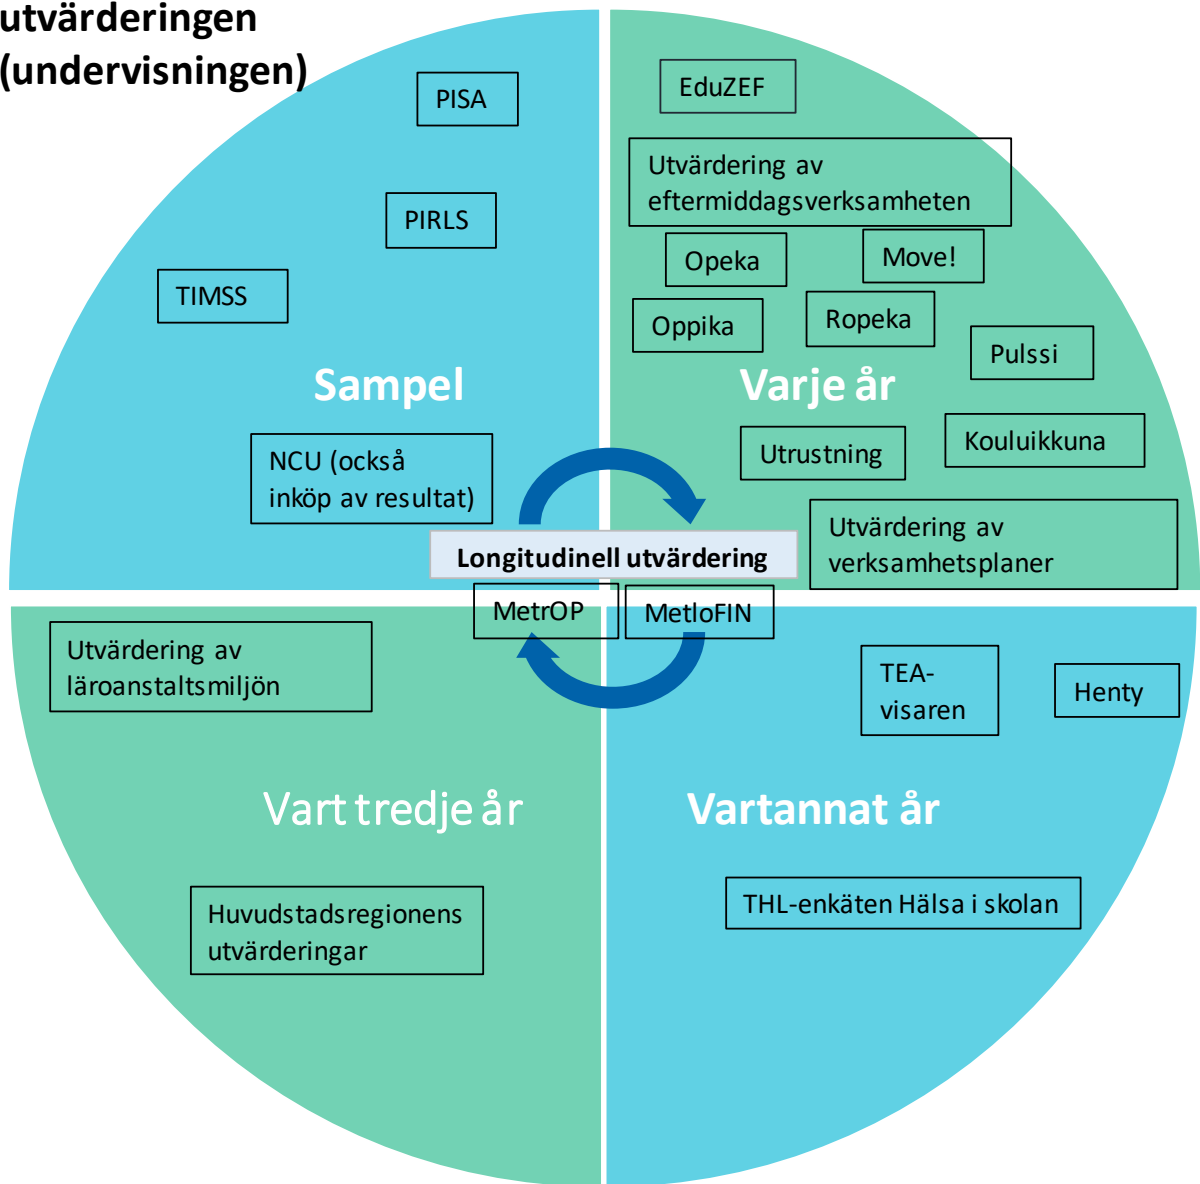 utvärderingen
(undervisningen)
PISA
PIRLS
TIMSS
Sampel
NCU (också
inköp av resultat)
EduZEF
Utvärdering av
eftermiddagsverksamheten
Opeka
Move!
Oppika
Ropeka
Pulssi
Varje år
Utrustning
Kouluikkuna
Utvärdering av
verksamhetsplaner
Longitudinell utvärdering
MetrOP
MetloFIN
Utvärdering av
läroanstaltsmiljön
Vart tredje år
Huvudstadsregionens
utvärderingar
TEA-
visaren
Henty
Vartannat år
THL-enkäten Hälsa i skolan